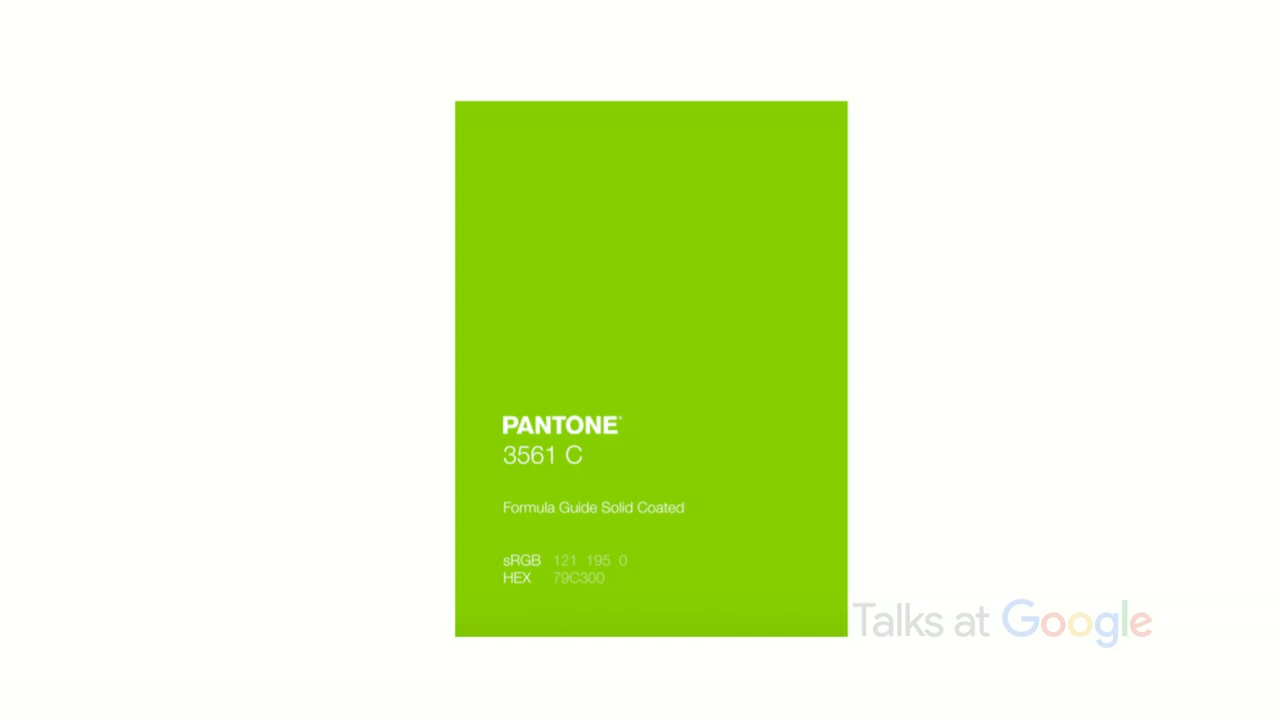 PANTONE®
3561 C
Formula Guide Solid Coated
sRGB 121 195 0
HEX 79C300
Talks at Google